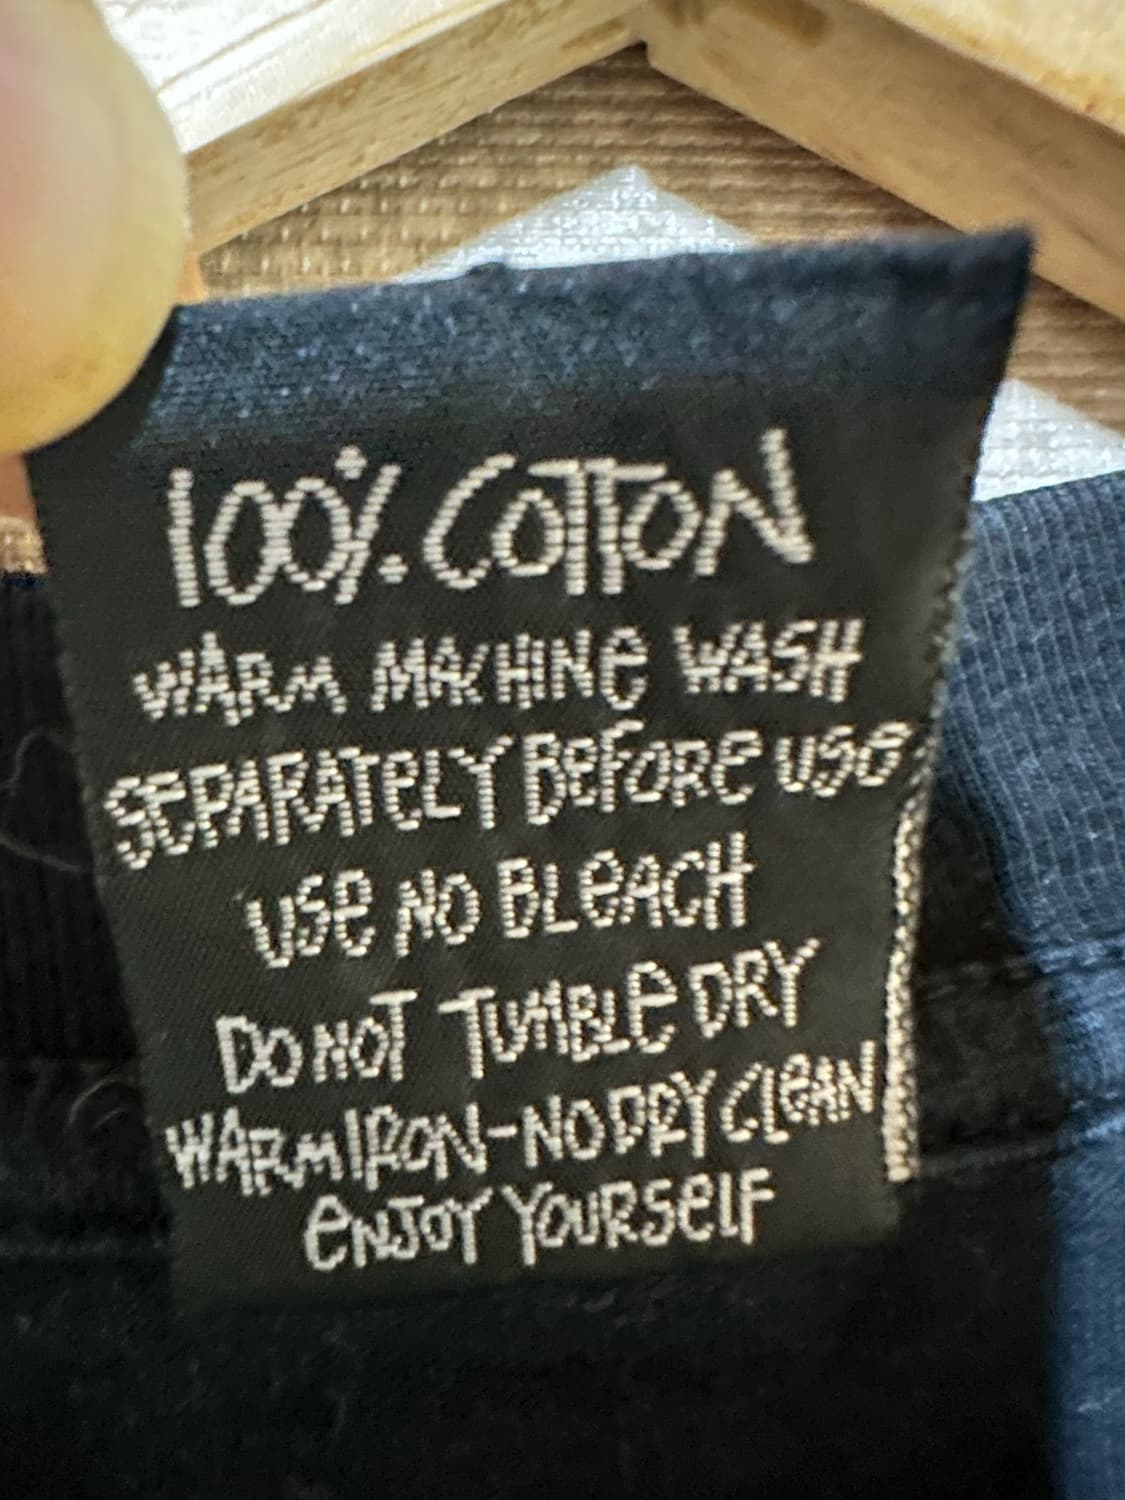 100% COTTON
WARM MACHINE WASH
SEPARATELY BEFORE USE
USE NO BLEACH
DO NOT TUMBLE DRY
WARM IRON-NO DRY CLEAN
ENJOY YOURSELF